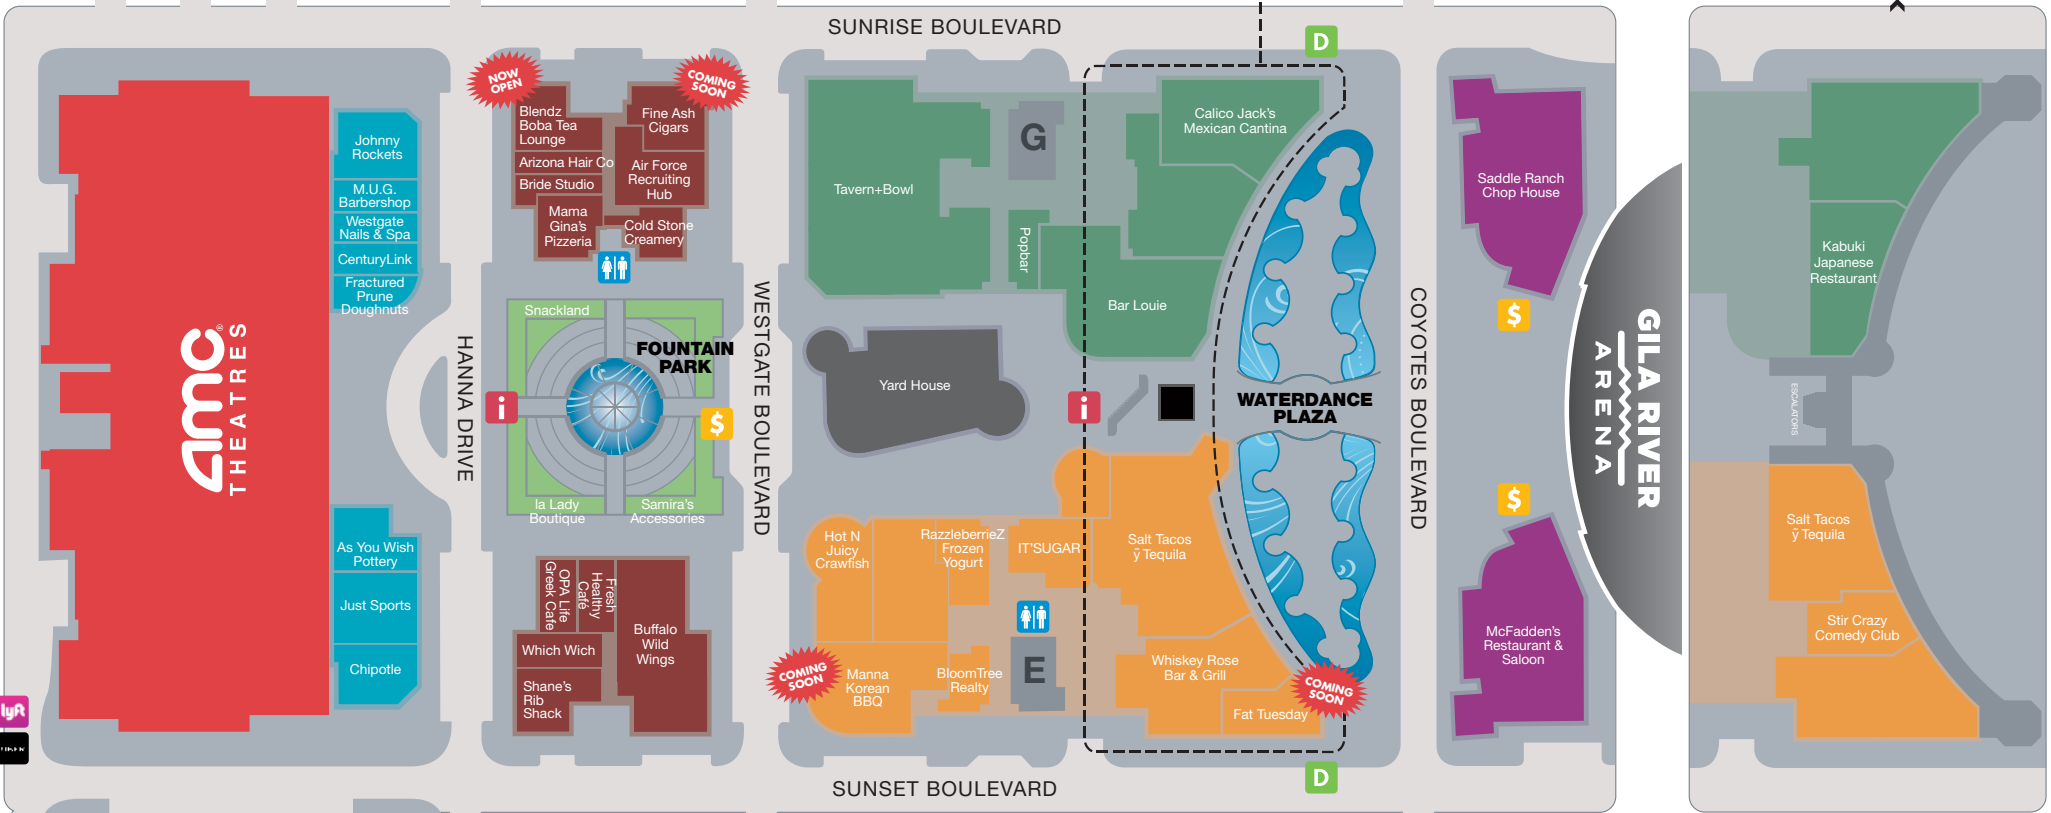 SUNRISE BOULEVARD
D
NOW
OPEN
COMING
SOON
Johnny
Rockets
M.U.G.
Barbershop
Westgate
Nails & Spa
CenturyLink
Fractured
Prune
Doughnuts
Blendz
Boba Tea
Lounge
Arizona Hair Co
Bride Studio
Mama
Gina's
Pizzeria
Fine Ash
Cigars
Air Force
Recruiting
Hub
Cold Stone
Creamery
Tavern+Bowl
G
Popbar
Calico Jack's
Mexican Cantina
Bar Louie
Saddle Ranch
Chop House
Kabuki
Japanese
Restaurant
amc®
THEATRES
HANNA DRIVE
Snackland
FOUNTAIN
PARK
i
$
la Lady
Boutique
Samira's
Accessories
WESTGATE BOULEVARD
Yard House
i
WATERDANCE
PLAZA
COYOTES BOULEVARD
$
$
GILA RIVER
ARENA
ESCALATORS
As You Wish
Pottery
Just Sports
Chipotle
OPA Life
Greek Cafe
Fresh
Healthy
Café
Buffalo
Wild
Wings
Which Wich
Shane's
Rib
Shack
Hot N
Juicy
Crawfish
RazzleberrieZ
Frozen
Yogurt
IT'SUGAR
Salt Tacos
ȳ Tequila
COMING
SOON
Manna
Korean
BBQ
BloomTree
Realty
E
Whiskey Rose
Bar & Grill
Fat Tuesday
COMING
SOON
McFadden's
Restaurant &
Saloon
Salt Tacos
ȳ Tequila
Stir Crazy
Comedy Club
lyft
UBER
SUNSET BOULEVARD
D